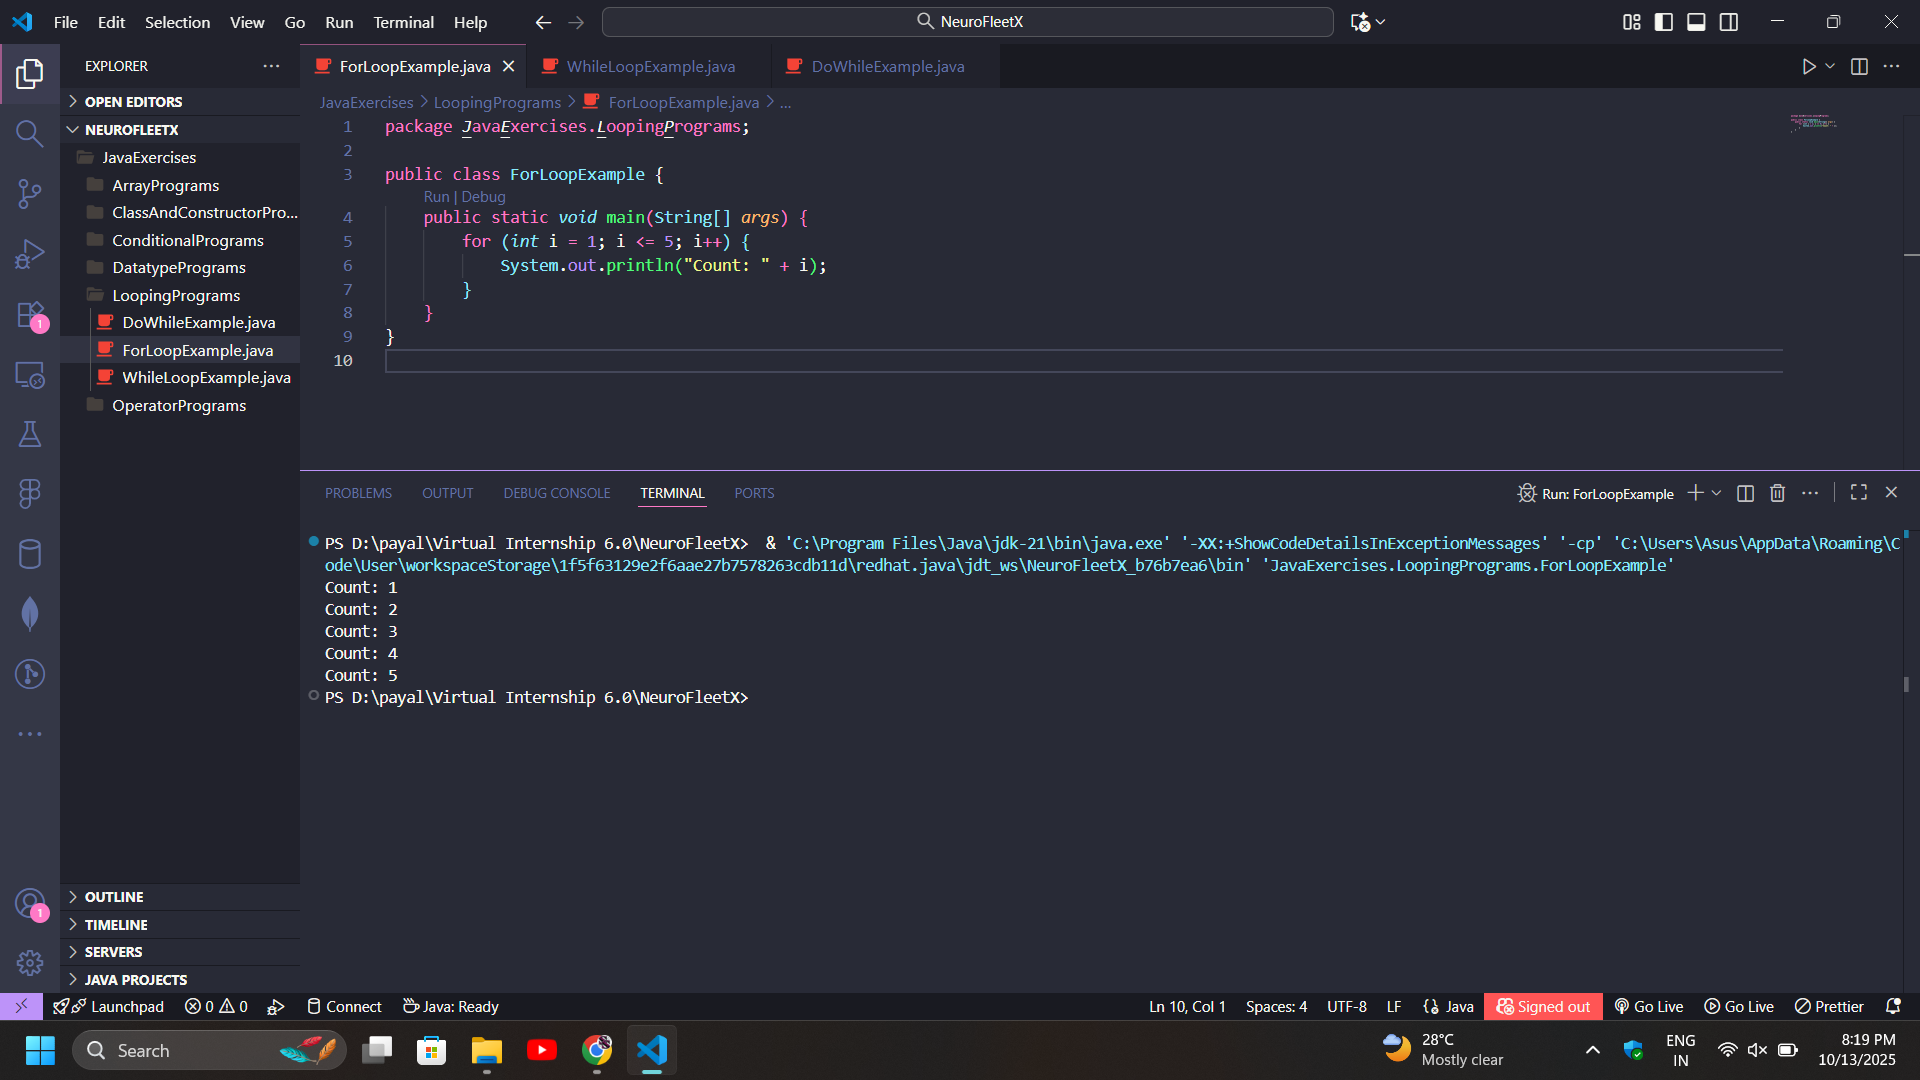 File Edit Selection View Go Run Terminal Help
NeuroFleetX
EXPLORER
OPEN EDITORS
NEUROFLEETX
JavaExercises
ArrayPrograms
ClassAndConstructorPro...
ConditionalPrograms
DatatypePrograms
LoopingPrograms
DoWhileExample.java
ForLoopExample.java
WhileLoopExample.java
OperatorPrograms
OUTLINE
TIMELINE
SERVERS
JAVA PROJECTS
1
1
ForLoopExample.java WhileLoopExample.java DoWhileExample.java
JavaExercises > LoopingPrograms > ForLoopExample.java > ...
1 package JavaExercises.LoopingPrograms;
2
3 public class ForLoopExample {
Run | Debug
4 public static void main(String[] args) {
5 for (int i = 1; i <= 5; i++) {
6 System.out.println("Count: " + i);
7 }
8 }
9 }
10
PROBLEMS OUTPUT DEBUG CONSOLE TERMINAL PORTS
Run: ForLoopExample
PS D:\payal\Virtual Internship 6.0\NeuroFleetX>  & 'C:\Program Files\Java\jdk-21\bin\java.exe' '-XX:+ShowCodeDetailsInExceptionMessages' '-cp' 'C:\Users\Asus\AppData\Roaming\C
ode\User\workspaceStorage\1f5f63129e2f6aae27b7578263cdb11d\redhat.java\jdt_ws\NeuroFleetX_b76b7ea6\bin' 'JavaExercises.LoopingPrograms.ForLoopExample'
Count: 1
Count: 2
Count: 3
Count: 4
Count: 5
PS D:\payal\Virtual Internship 6.0\NeuroFleetX>
Launchpad 0 0 Connect Java: Ready
Ln 10, Col 1 Spaces: 4 UTF-8 LF {} Java Signed out Go Live Go Live Prettier
Search
28°C
Mostly clear
ENG
IN
8:19 PM
10/13/2025